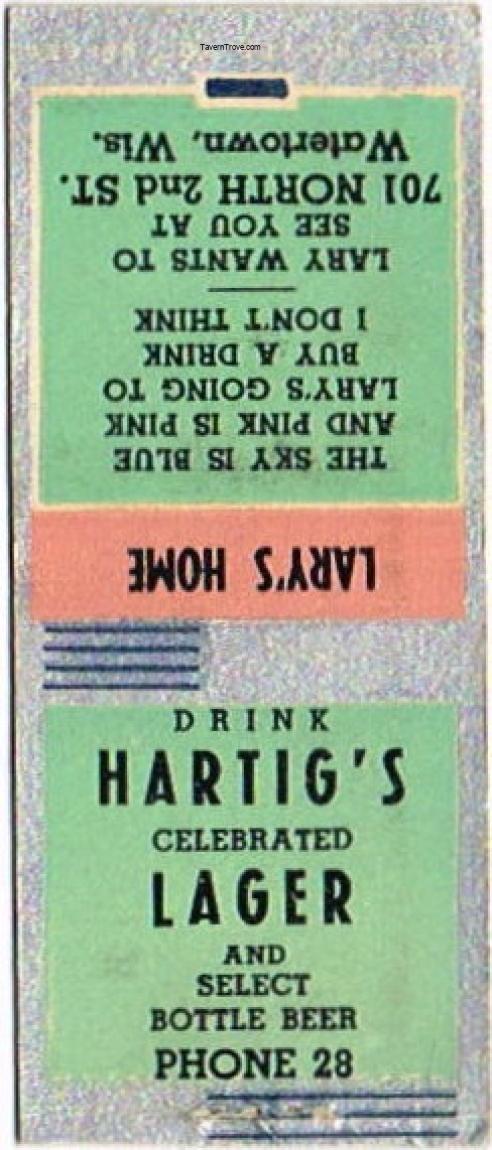 TavernTrove.com
LARY'S HOME
THE SKY IS BLUE
AND PINK IS PINK
LARY'S GOING TO
BUY A DRINK
I DON'T THINK
LARY WANTS TO
SEE YOU AT
701 NORTH 2nd ST.
Watertown, Wis.
DRINK
HARTIG'S
CELEBRATED
LAGER
AND
SELECT
BOTTLE BEER
PHONE 28